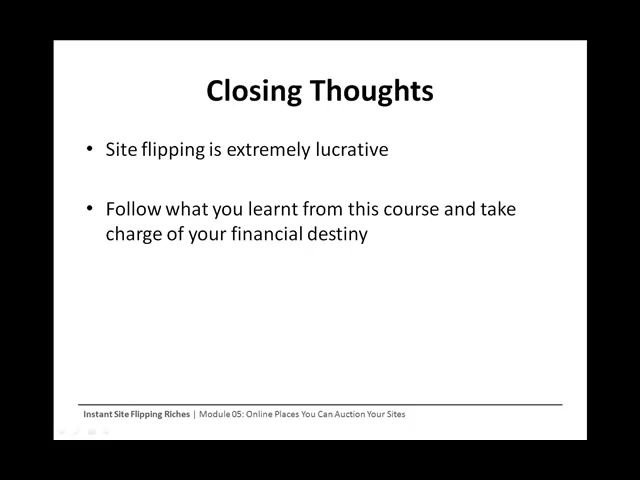 Closing Thoughts
• Site flipping is extremely lucrative
• Follow what you learnt from this course and take
charge of your financial destiny
Instant Site Flipping Riches | Module 05: Online Places You Can Auction Your Sites